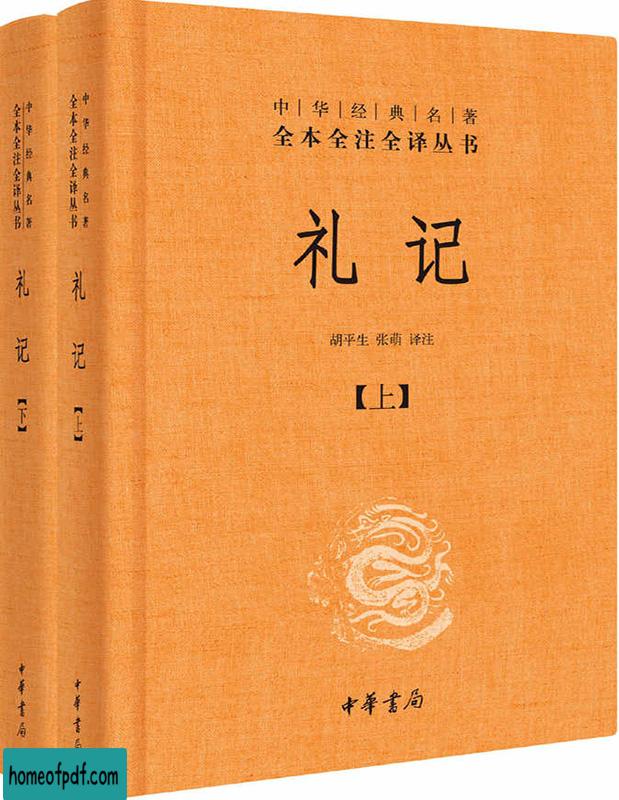 中华经典名著
全本全注全译丛书
礼记
胡平生 张萌 译注
【上】
中華書局
中华经典名著
全本全注全译丛书
礼记
【上】
中華書局
中华经典名著
全本全注全译丛书
礼记
【下】
中華書局
homeofpdf.com